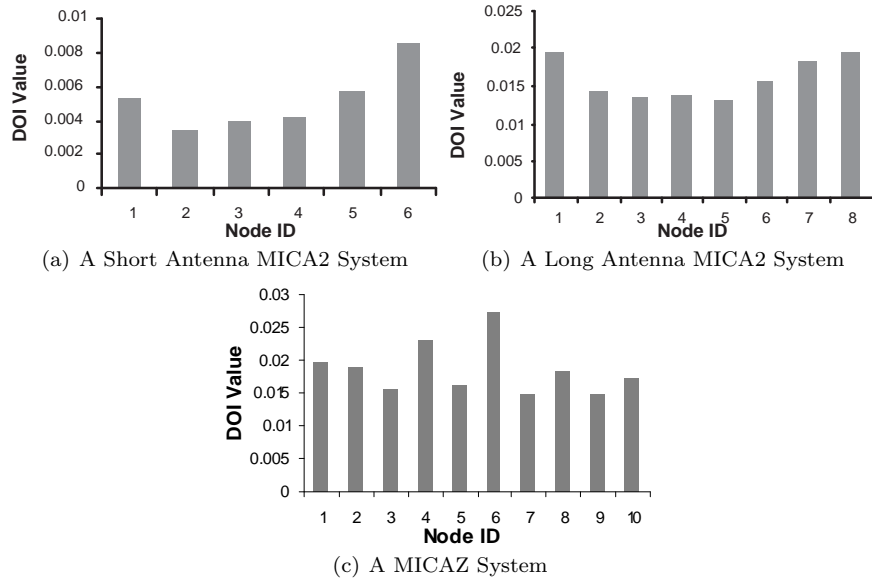 0.01
0.008
0.006
0.004
0.002
0
DOI Value
1 2 3 4 5 6
Node ID
(a) A Short Antenna MICA2 System
0.025
0.02
0.015
0.01
0.005
0
DOI Value
1 2 3 4 5 6 7 8
Node ID
(b) A Long Antenna MICA2 System
0.03
0.025
0.02
0.015
0.01
0.005
0
DOI Value
1 2 3 4 5 6 7 8 9 10
Node ID
(c) A MICAZ System